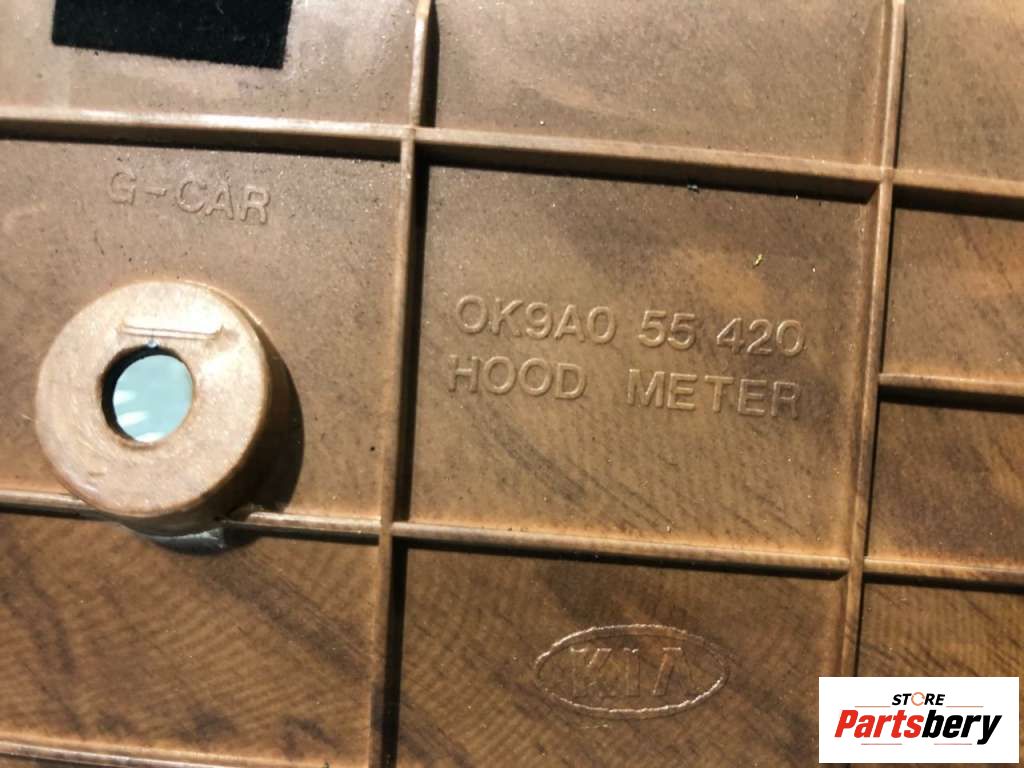 G-CAR
OK9A0 55 420
HOOD METER
KIA
STORE
Partsbery